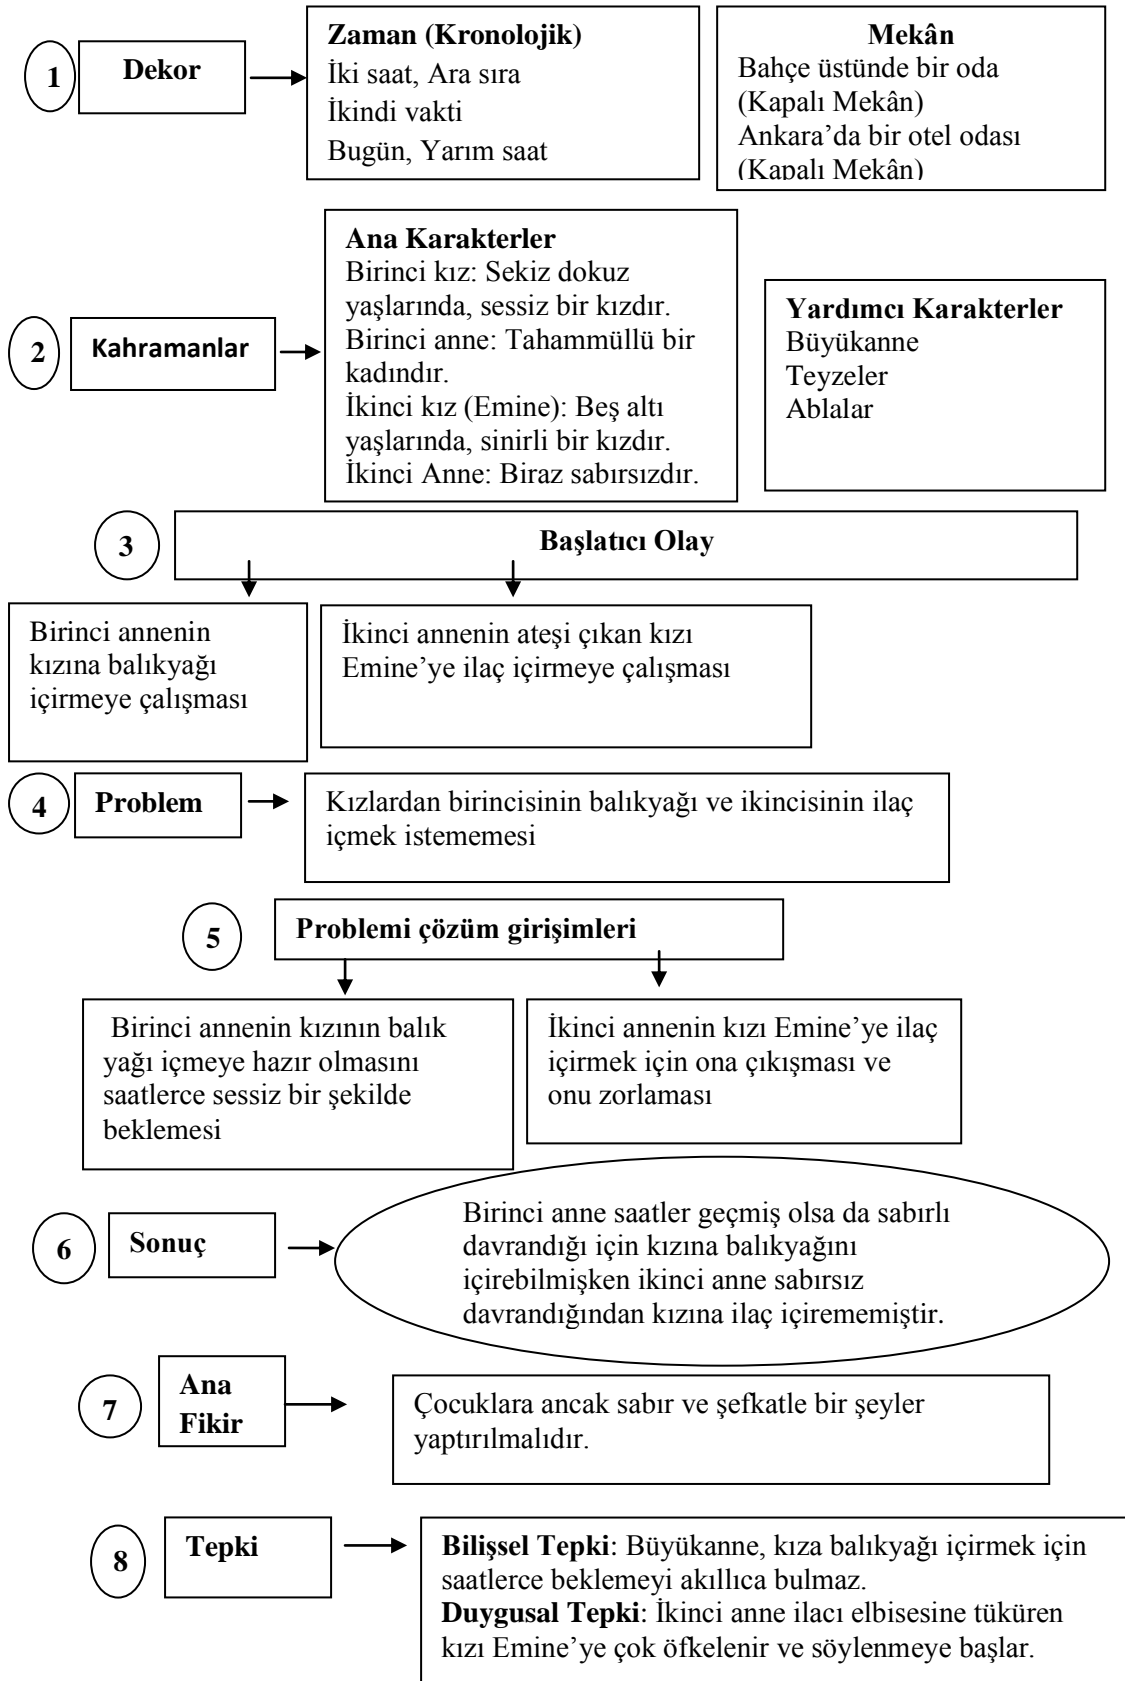 1
Dekor
Zaman (Kronolojik)
İki saat, Ara sıra
İkindi vakti
Bugün, Yarım saat
Mekân
Bahçe üstünde bir oda
(Kapalı Mekân)
Ankara’da bir otel odası
(Kapalı Mekân)
2
Kahramanlar
Ana Karakterler
Birinci kız: Sekiz dokuz
yaşlarında, sessiz bir kızdır.
Birinci anne: Tahammüllü bir
kadındır.
İkinci kız (Emine): Beş altı
yaşlarında, sinirli bir kızdır.
İkinci Anne: Biraz sabırsızdır.
Yardımcı Karakterler
Büyükanne
Teyzeler
Ablalar
3
Başlatıcı Olay
Birinci annenin
kızına balıkyağı
içirmeye çalışması
İkinci annenin ateşi çıkan kızı
Emine’ye ilaç içirmeye çalışması
4
Problem
Kızlardan birincisinin balıkyağı ve ikincisinin ilaç
içmek istememesi
5
Problemi çözüm girişimleri
Birinci annenin kızının balık
yağı içmeye hazır olmasını
saatlerce sessiz bir şekilde
beklemesi
İkinci annenin kızı Emine’ye ilaç
içirmek için ona çıkışması ve
onu zorlaması
6
Sonuç
Birinci anne saatler geçmiş olsa da sabırlı
davrandığı için kızına balıkyağını
içirebilmişken ikinci anne sabırsız
davrandığından kızına ilaç içirememiştir.
7
Ana
Fikir
Çocuklara ancak sabır ve şefkatle bir şeyler
yaptırılmalıdır.
8
Tepki
Bilişsel Tepki: Büyükanne, kıza balıkyağı içirmek için
saatlerce beklemeyi akıllıca bulmaz.
Duygusal Tepki: İkinci anne ilacı elbisesine tüküren
kızı Emine’ye çok öfkelenir ve söylenmeye başlar.